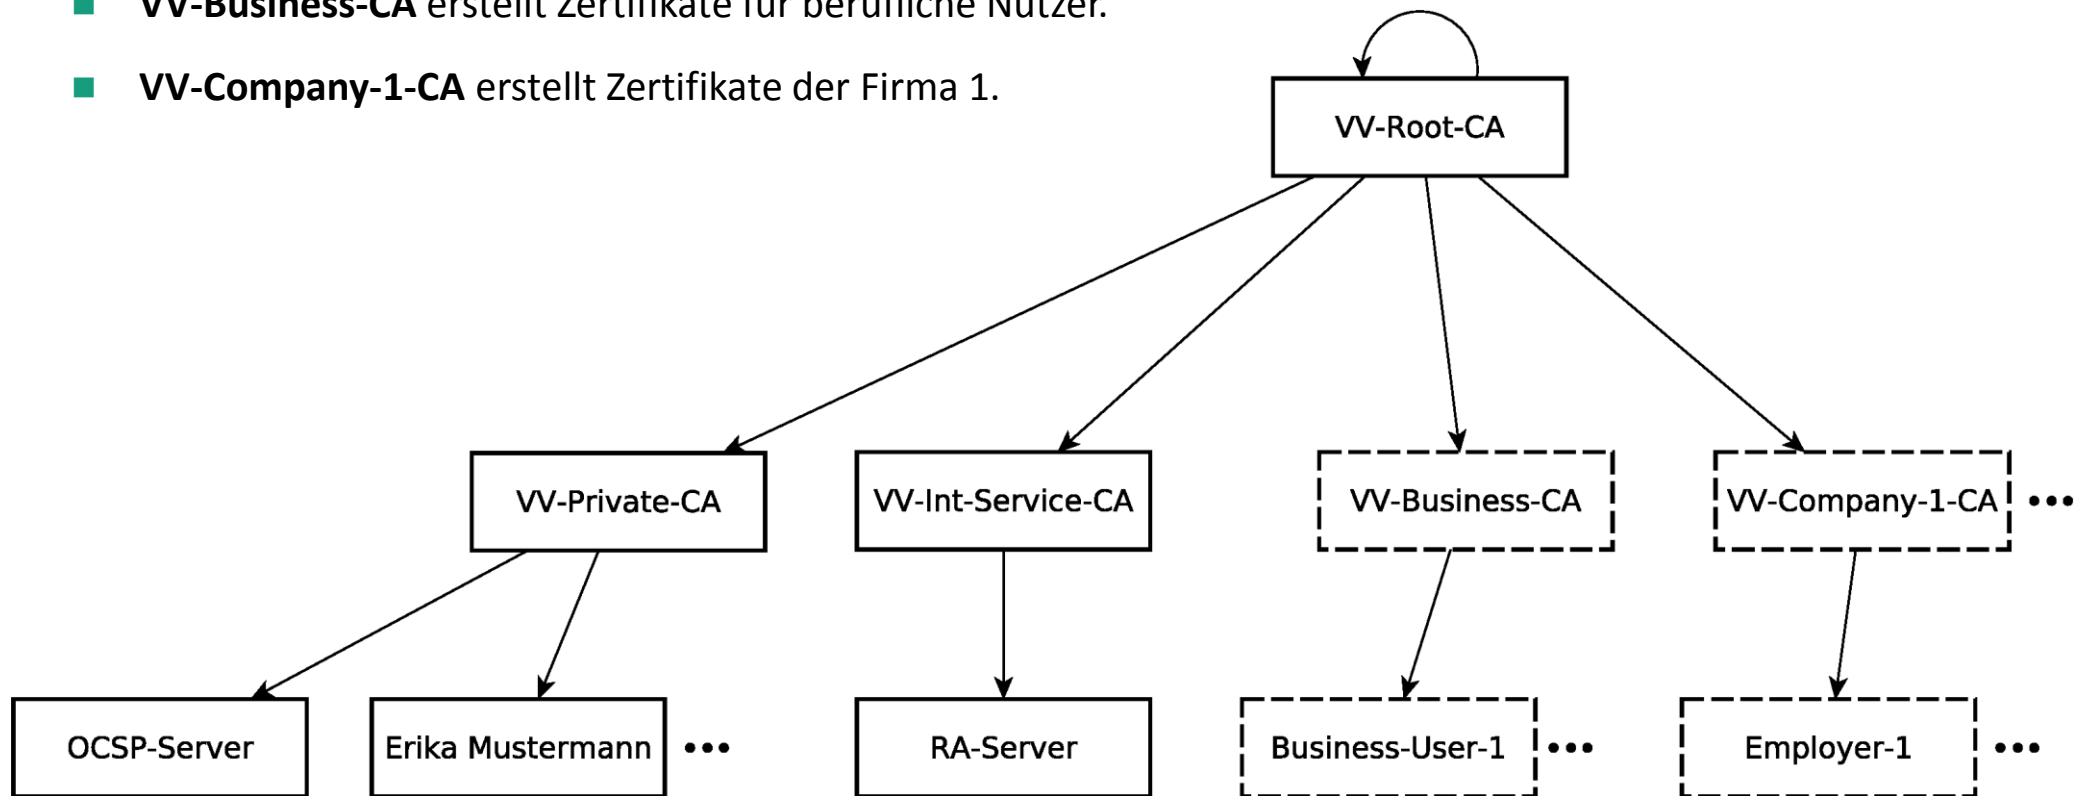 VV-Business-CA erstellt Zertifikate für berufliche Nutzer.
VV-Company-1-CA erstellt Zertifikate der Firma 1.
VV-Root-CA
VV-Private-CA
VV-Int-Service-CA
VV-Business-CA
VV-Company-1-CA
•••
OCSP-Server
Erika Mustermann
•••
RA-Server
Business-User-1
•••
Employer-1
•••